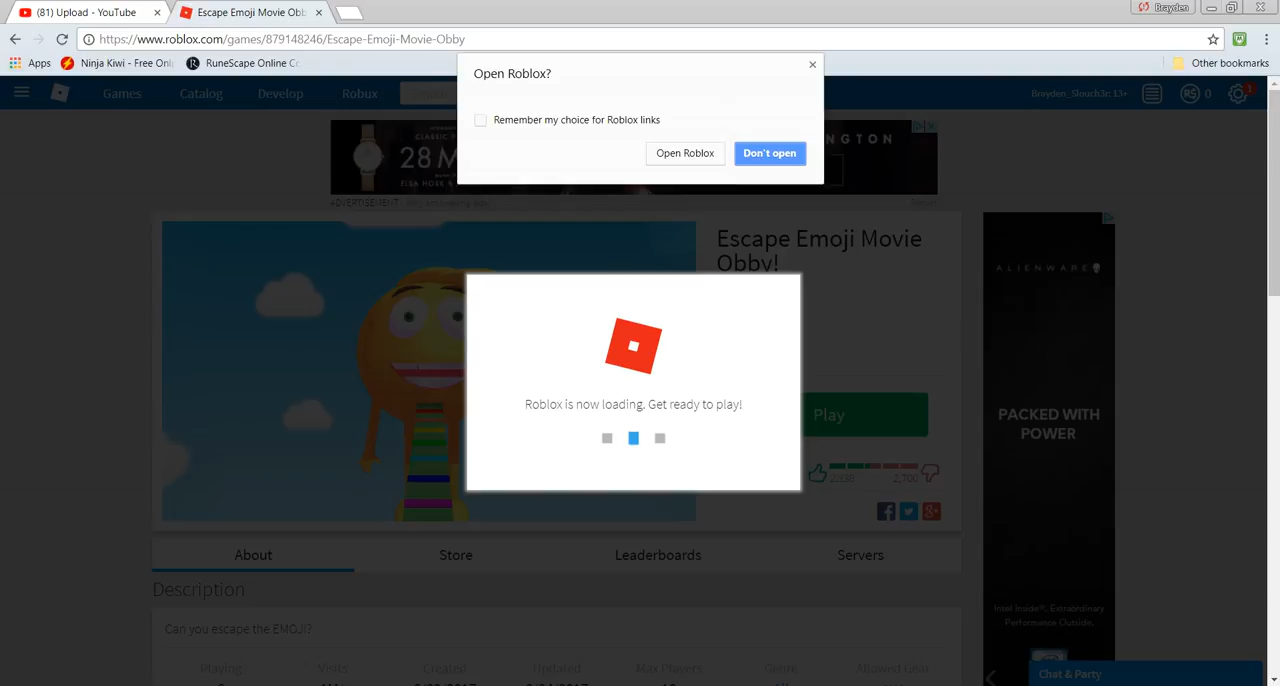 (81) Upload - YouTube
Escape Emoji Movie Obb
Brayden
https://www.roblox.com/games/879148246/Escape-Emoji-Movie-Obby
Apps
Ninja Kiwi - Free Onl
RuneScape Online Co
Other bookmarks
Open Roblox?
Remember my choice for Roblox links
Open Roblox
Don't open
Games
Catalog
Develop
Robux
Brayden_Slouch3r: 13+
0
1
28
NGTON
ADVERTISEMENT
Escape Emoji Movie
Obby!
Roblox is now loading. Get ready to play!
Play
2,700
ALIENWARE
PACKED WITH
POWER
Intel Inside®. Extraordinary
Performance Outside.
About
Store
Leaderboards
Servers
Description
Can you escape the EMOJI?
Playing
Visits
Created
Updated
Max Players
Genre
Allowed Gear
Chat & Party